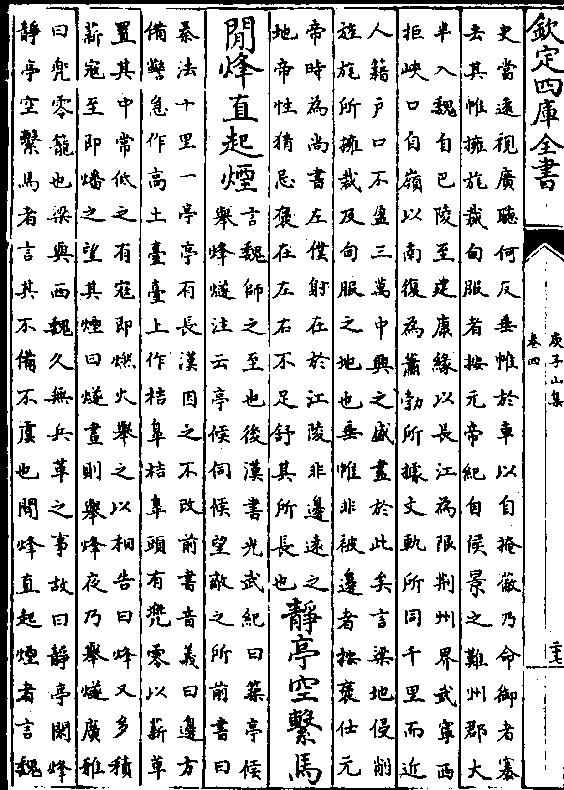 欽定四庫全書
庾子山集
卷四
二十七
史當遠視廣聽何反垂帷於車以自掩蔽乃命御者褰
去其帷擁旄裁甸服者按元帝紀自侯景之難州郡大
半入魏自巴陵至建康緣以長江為限荆州界武寧西
拒峽口自嶺以南復為蕭勃所據文軌所同千里而近
人籍户口不盈三萬中興之盛盡於此矣言梁地侵削
旌旄所擁裁及甸服之地也垂帷非被邊者按褒仕元
帝時為尚書左僕射在於江陵非邊遠之
地帝性猜忌褒在左右不足舒其所長也
靜亭空繫馬
閒烽直起煙
言魏師之至也後漢書光武紀曰築亭候
舉烽燧注云亭候伺候望敵之所前書曰
秦法十里一亭亭有長漢因之不改前書音義曰邊方
備警急作高土臺臺上作桔臯桔臯頭有兜零以薪草
置其中常低之有寇即燃火舉之以相告曰烽又多積
薪寇至即燔之望其煙曰燧晝則舉烽夜乃舉燧廣雅
曰兜零籠也梁與西魏久無兵革之事故曰靜亭閒烽
靜亭空繫馬者言其不備不虞也閒烽直起煙者言魏